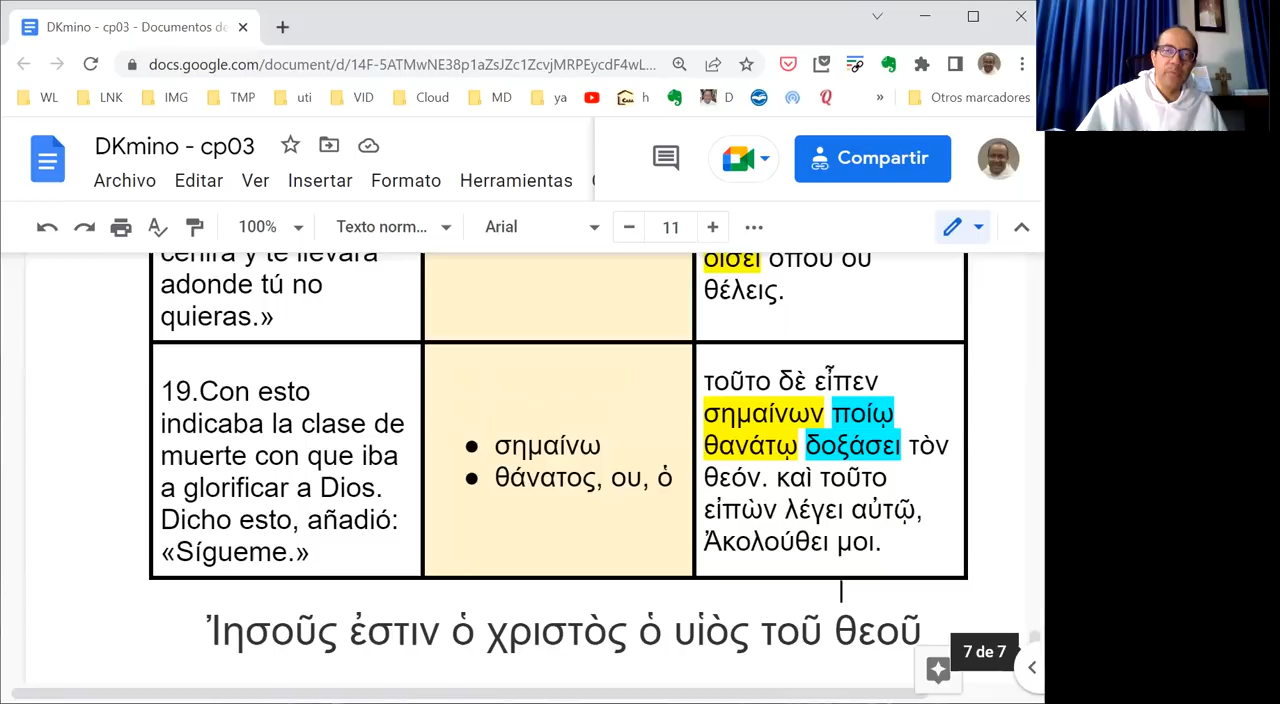 DKmino - cp03 - Documentos de
docs.google.com/document/d/14F-5ATMwNE38p1aZsJZc1ZcvjMRPEycdF4wL...
WL LNK IMG TMP uti VID Cloud MD ya h D » Otros marcadores
DKmino - cp03
Compartir
Archivo Editar Ver Insertar Formato Herramientas
100% Texto norm... Arial 11
ceñirá y te llevará
adonde tú no
quieras.»
οἴσει ὅπου οὐ
θέλεις.
19.Con esto
indicaba la clase de
muerte con que iba
a glorificar a Dios.
Dicho esto, añadió:
«Sígueme.»
● σημαίνω
● θάνατος, ου, ὁ
τοῦτο δὲ εἶπεν
σημαίνων ποίῳ
θανάτῳ δοξάσει τὸν
θεόν. καὶ τοῦτο
εἰπὼν λέγει αὐτῷ,
Ἀκολούθει μοι.
Ἰησοῦς ἐστιν ὁ χριστὸς ὁ υἱὸς τοῦ θεοῦ
7 de 7